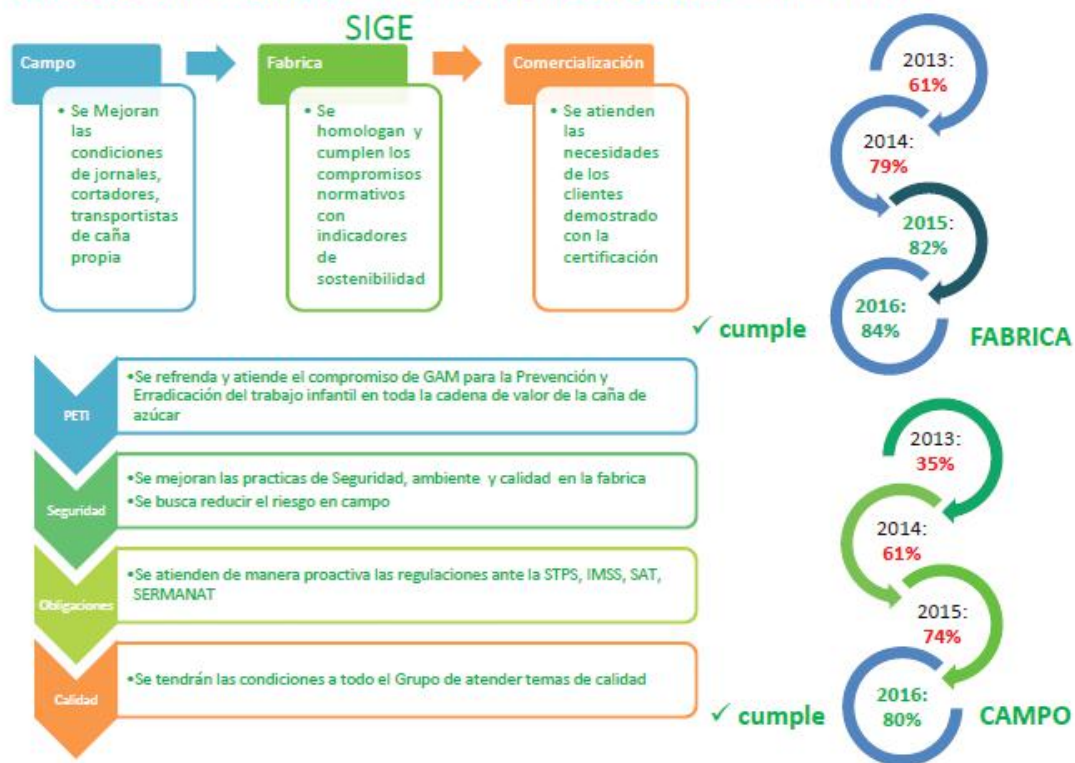 SIGE
Campo
• Se Mejoran
las
condiciones
de jornales,
cortadores,
transportistas
de caña
propia
Fabrica
• Se
homologan y
cumplen los
compromisos
normativos
con
indicadores
de
sostenibilidad
Comercialización
• Se atienden
las
necesidades
de los
clientes
demostrado
con la
certificación
2013:
61%
2014:
79%
2015:
82%
2016:
84%
✓ cumple
FABRICA
PETI
•Se refrenda y atiende el compromiso de GAM para la Prevención y
Erradicación del trabajo infantil en toda la cadena de valor de la caña de
azúcar
Seguridad
•Se mejoran las practicas de Seguridad, ambiente y calidad en la fabrica
•Se busca reducir el riesgo en campo
Obligaciones
•Se atienden de manera proactiva las regulaciones ante la STPS, IMSS, SAT,
SERMANAT
Calidad
•Se tendrán las condiciones a todo el Grupo de atender temas de calidad
2013:
35%
2014:
61%
2015:
74%
2016:
80%
✓ cumple
CAMPO